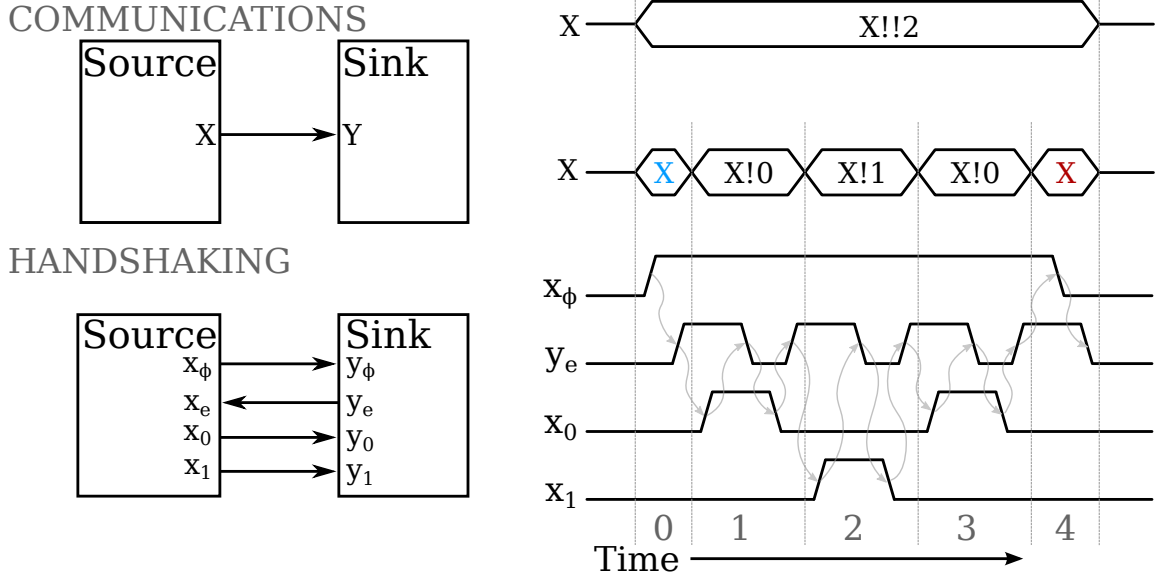 COMMUNICATIONS
Source
Sink
X
Y
HANDSHAKING
Source
Sink
xϕ
yϕ
xe
ye
x0
y0
x1
y1
X
X!!2
X
X
X!0
X!1
X!0
X
xϕ
ye
x0
x1
0 1 2 3 4
Time